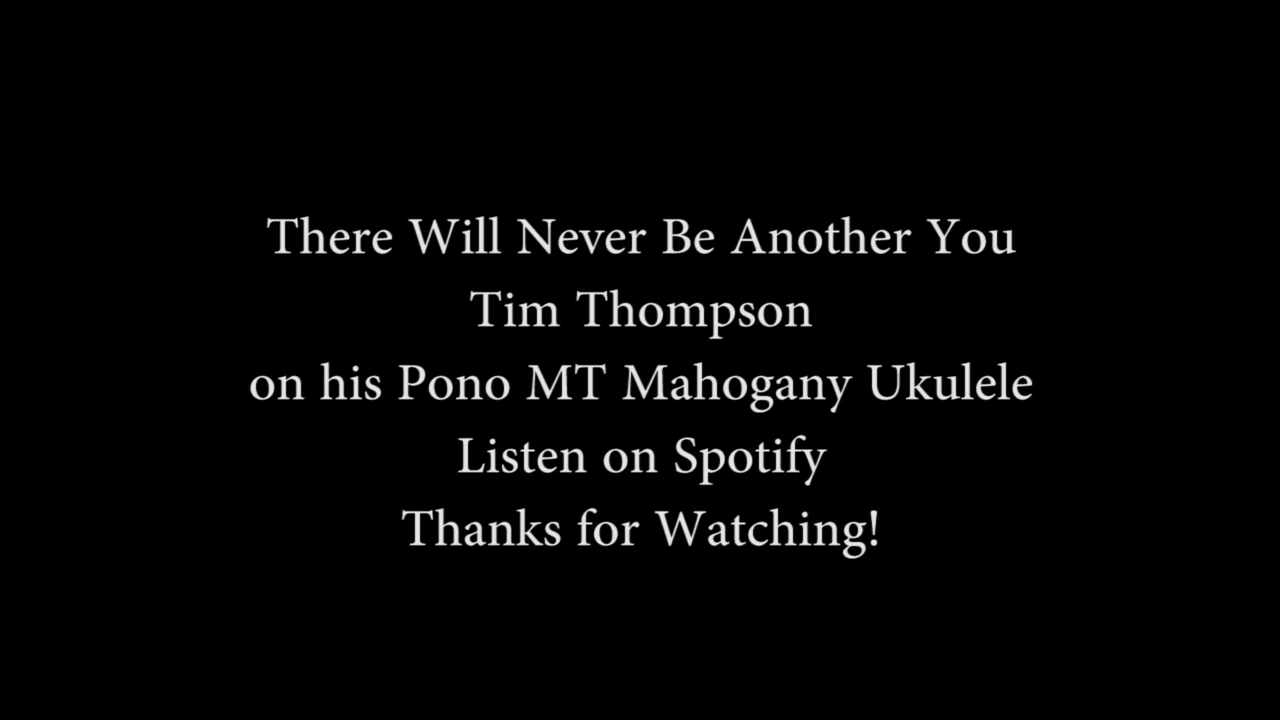 There Will Never Be Another You
Tim Thompson
on his Pono MT Mahogany Ukulele
Listen on Spotify
Thanks for Watching!